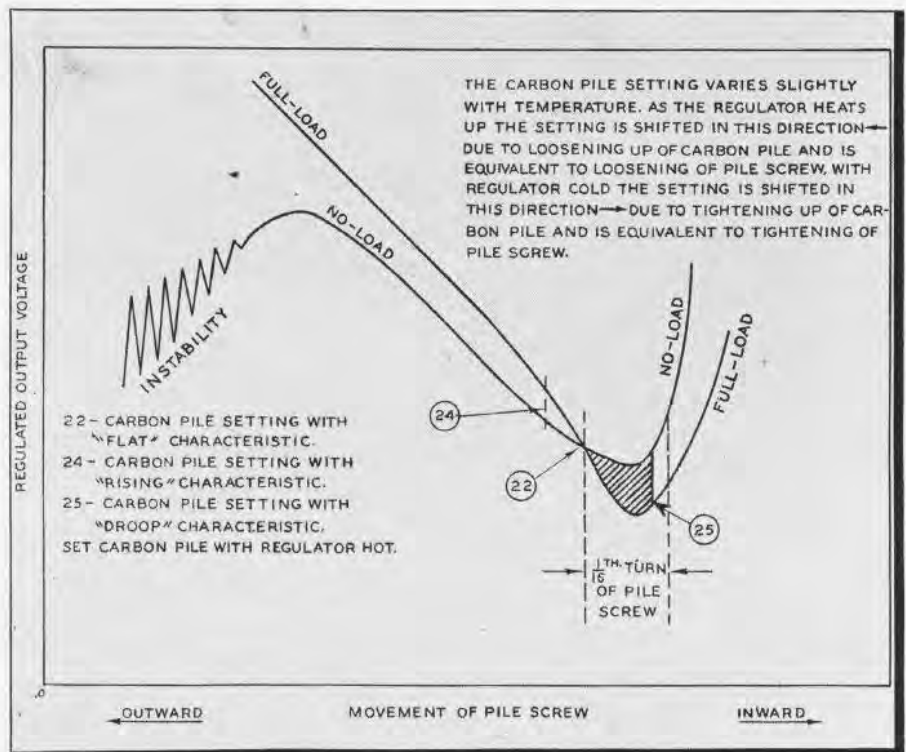 THE CARBON PILE SETTING VARIES SLIGHTLY
WITH TEMPERATURE. AS THE REGULATOR HEATS
UP THE SETTING IS SHIFTED IN THIS DIRECTION
DUE TO LOOSENING UP OF CARBON PILE AND IS
EQUIVALENT TO LOOSENING OF PILE SCREW. WITH
REGULATOR COLD THE SETTING IS SHIFTED IN
THIS DIRECTION DUE TO TIGHTENING UP OF CAR-
BON PILE AND IS EQUIVALENT TO TIGHTENING OF
PILE SCREW.
FULL-LOAD
NO-LOAD
INSTABILITY
NO-LOAD
FULL-LOAD
REGULATED OUTPUT VOLTAGE
24
22
25
22- CARBON PILE SETTING WITH
"FLAT" CHARACTERISTIC.
24- CARBON PILE SETTING WITH
"RISING" CHARACTERISTIC.
25- CARBON PILE SETTING WITH
"DROOP" CHARACTERISTIC.
SET CARBON PILE WITH REGULATOR HOT.
TH. TURN
OF PILE
SCREW
0
OUTWARD
MOVEMENT OF PILE SCREW
INWARD